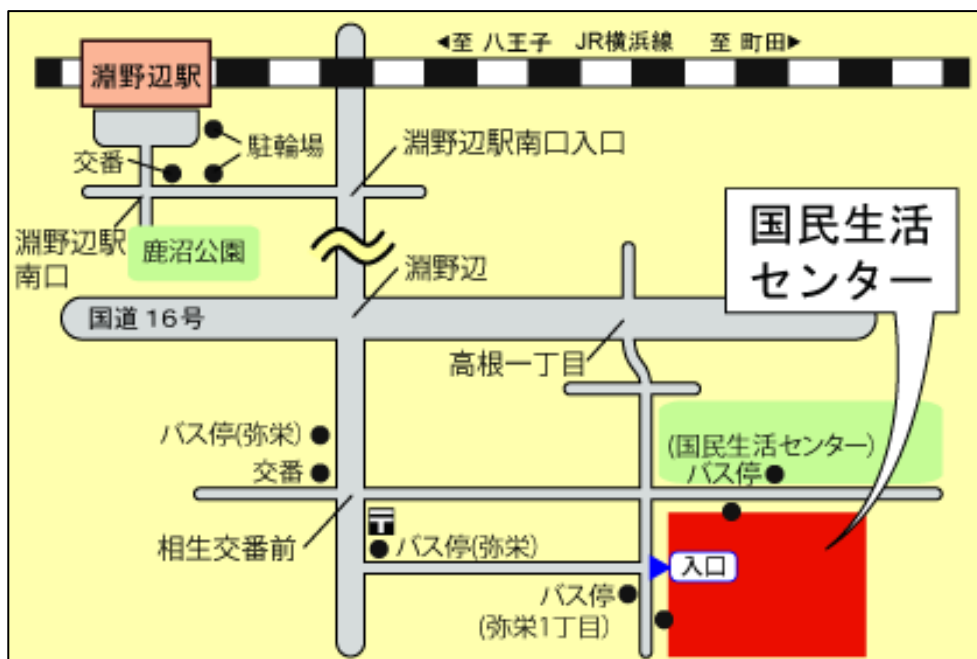 ◀至 八王子 JR横浜線 至 町田▶
淵野辺駅
駐輪場
交番
淵野辺駅南口入口
淵野辺駅
南口
鹿沼公園
国民生活
センター
淵野辺
国道16号
高根一丁目
バス停(弥栄)
交番
(国民生活センター)
バス停
相生交番前
〒
バス停(弥栄)
入口
バス停
(弥栄1丁目)